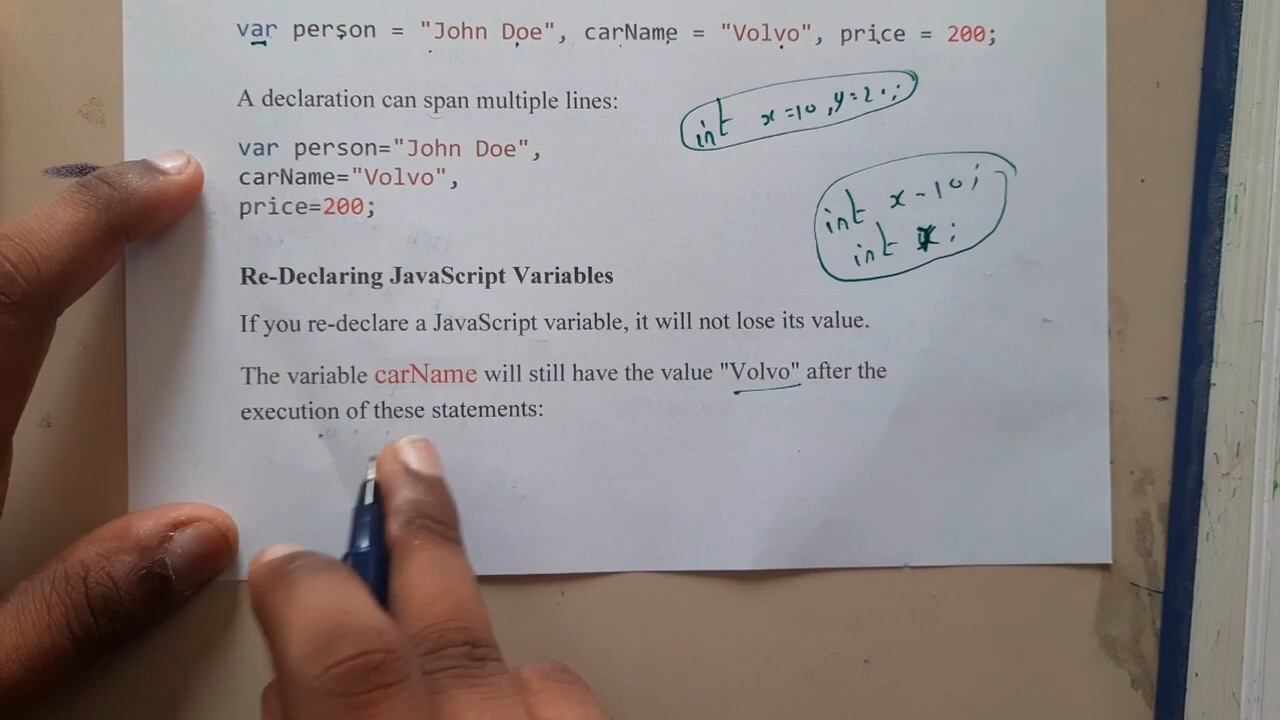 var person = "John Doe", carName = "Volvo", price = 200;
A declaration can span multiple lines:
int x=10, y=20;
var person="John Doe",
carName="Volvo",
price=200;
int x=10;
int x;
Re-Declaring JavaScript Variables
If you re-declare a JavaScript variable, it will not lose its value.
The variable carName will still have the value "Volvo" after the
execution of these statements: